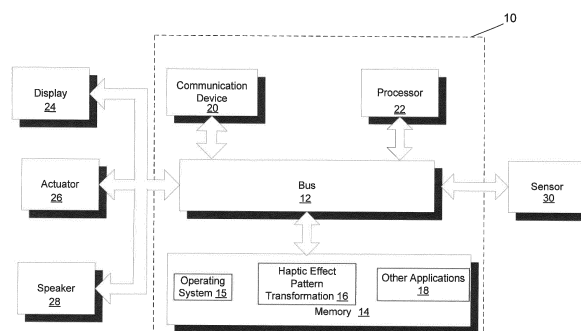 10
Display
24
Communication
Device
20
Processor
22
Actuator
26
Bus
12
Sensor
30
Speaker
28
Operating
System 15
Haptic Effect
Pattern
Transformation 16
Other Applications
18
Memory 14